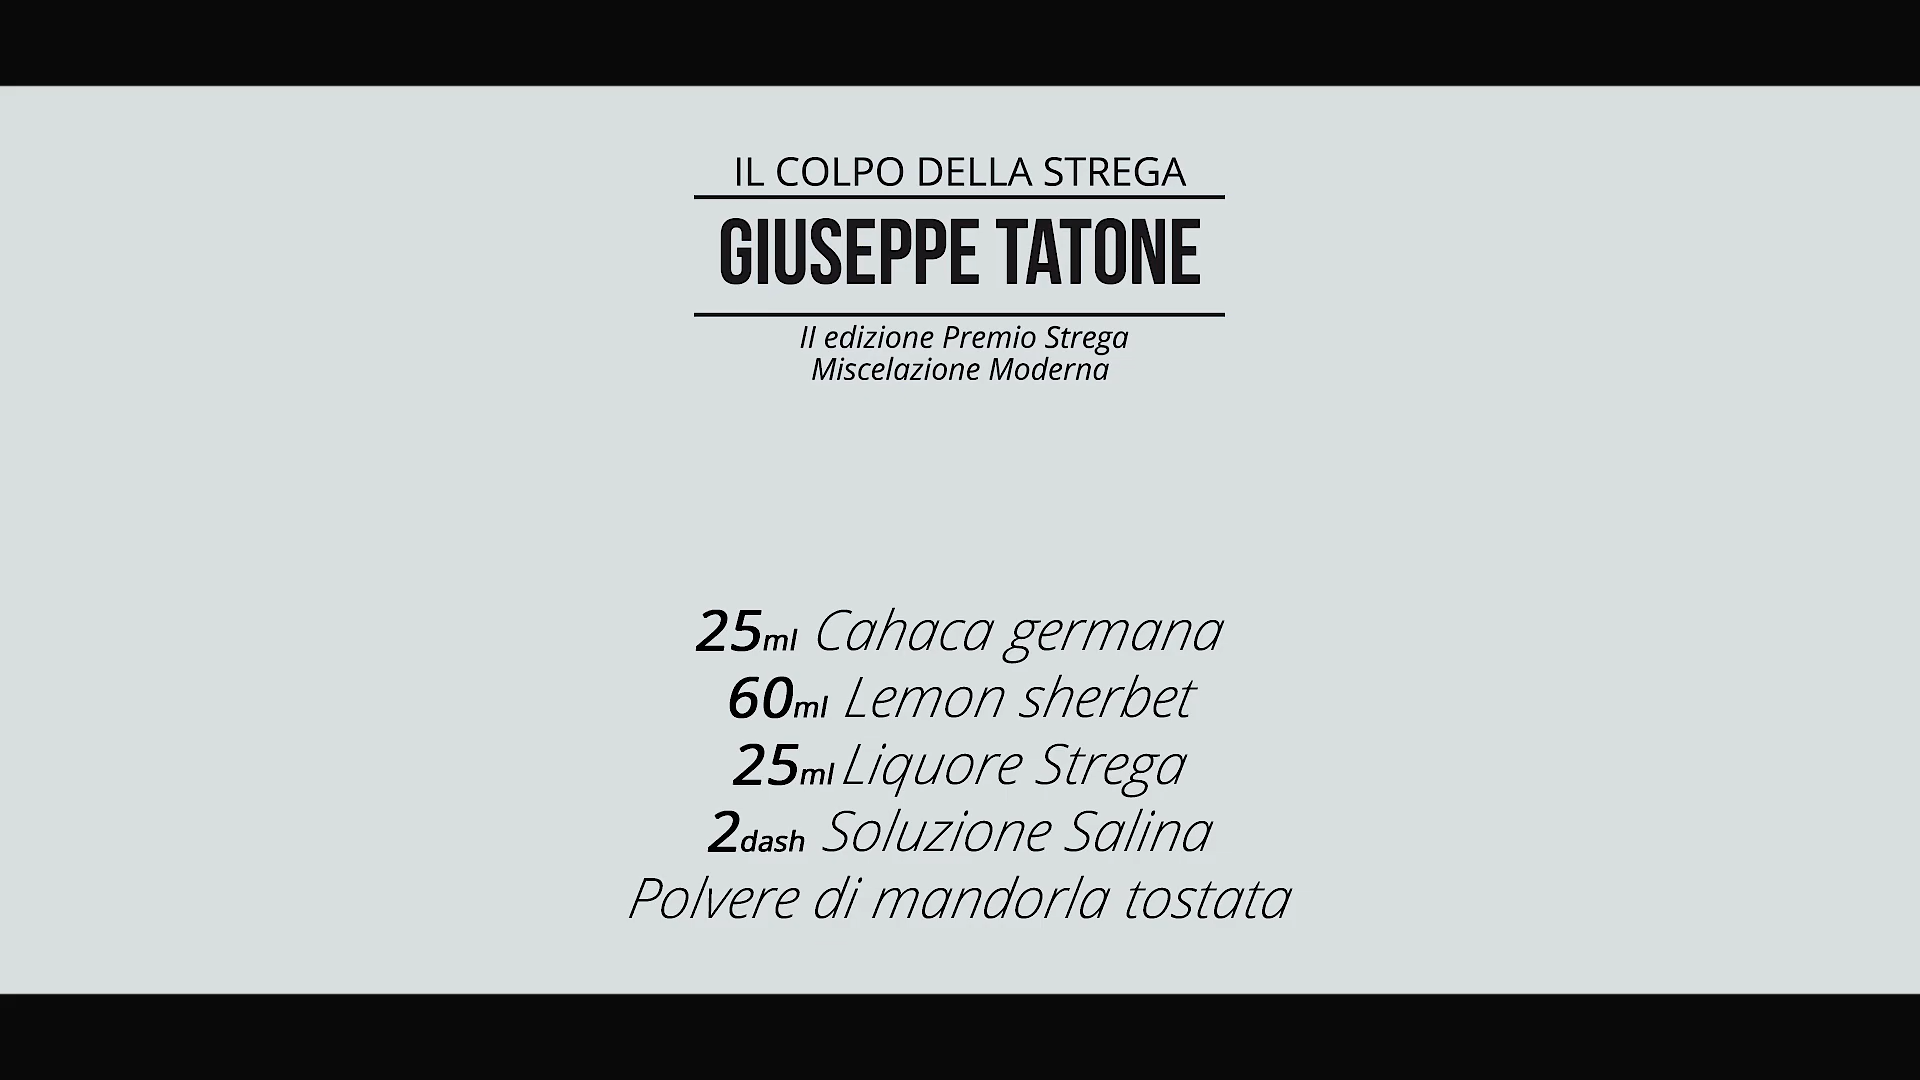 IL COLPO DELLA STREGA
GIUSEPPE TATONE
II edizione Premio Strega
Miscelazione Moderna
25ml Cahaca germana
60ml Lemon sherbet
25ml Liquore Strega
2dash Soluzione Salina
Polvere di mandorla tostata